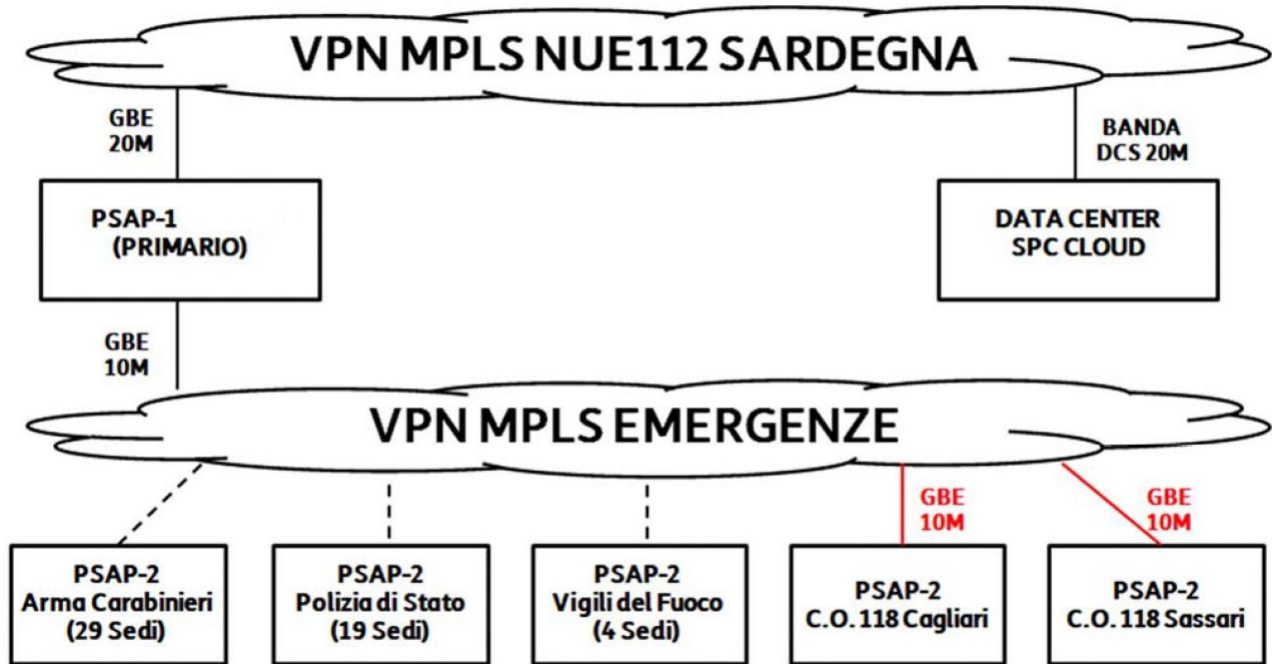 VPN MPLS NUE112 SARDEGNA
GBE
20M
BANDA
DCS 20M
PSAP-1
(PRIMARIO)
DATA CENTER
SPC CLOUD
GBE
10M
VPN MPLS EMERGENZE
GBE
10M
GBE
10M
PSAP-2
Arma Carabinieri
(29 Sedi)
PSAP-2
Polizia di Stato
(19 Sedi)
PSAP-2
Vigili del Fuoco
(4 Sedi)
PSAP-2
C.O. 118 Cagliari
PSAP-2
C.O. 118 Sassari